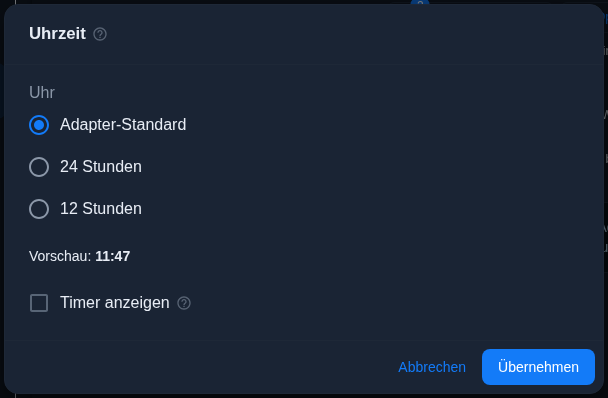 Uhrzeit
Uhr
Adapter-Standard
24 Stunden
12 Stunden
Vorschau: 11:47
Timer anzeigen
Abbrechen
Übernehmen